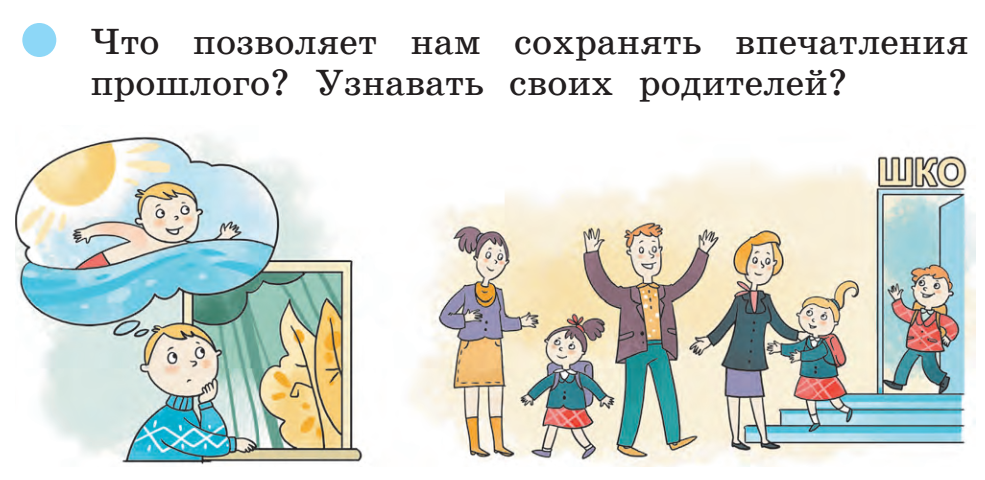 Что позволяет нам сохранять впечатления
прошлого? Узнавать своих родителей?
ШКО